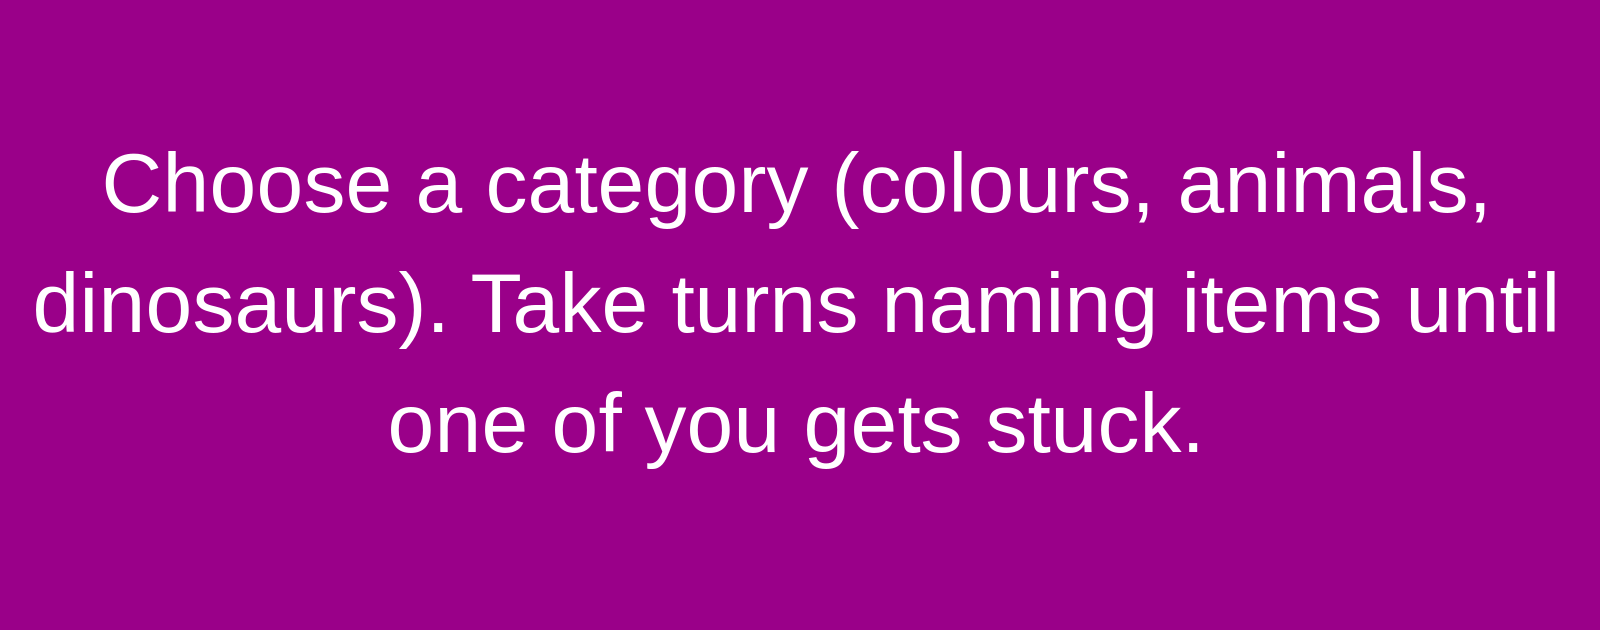 Choose a category (colours, animals,
dinosaurs). Take turns naming items until
one of you gets stuck.